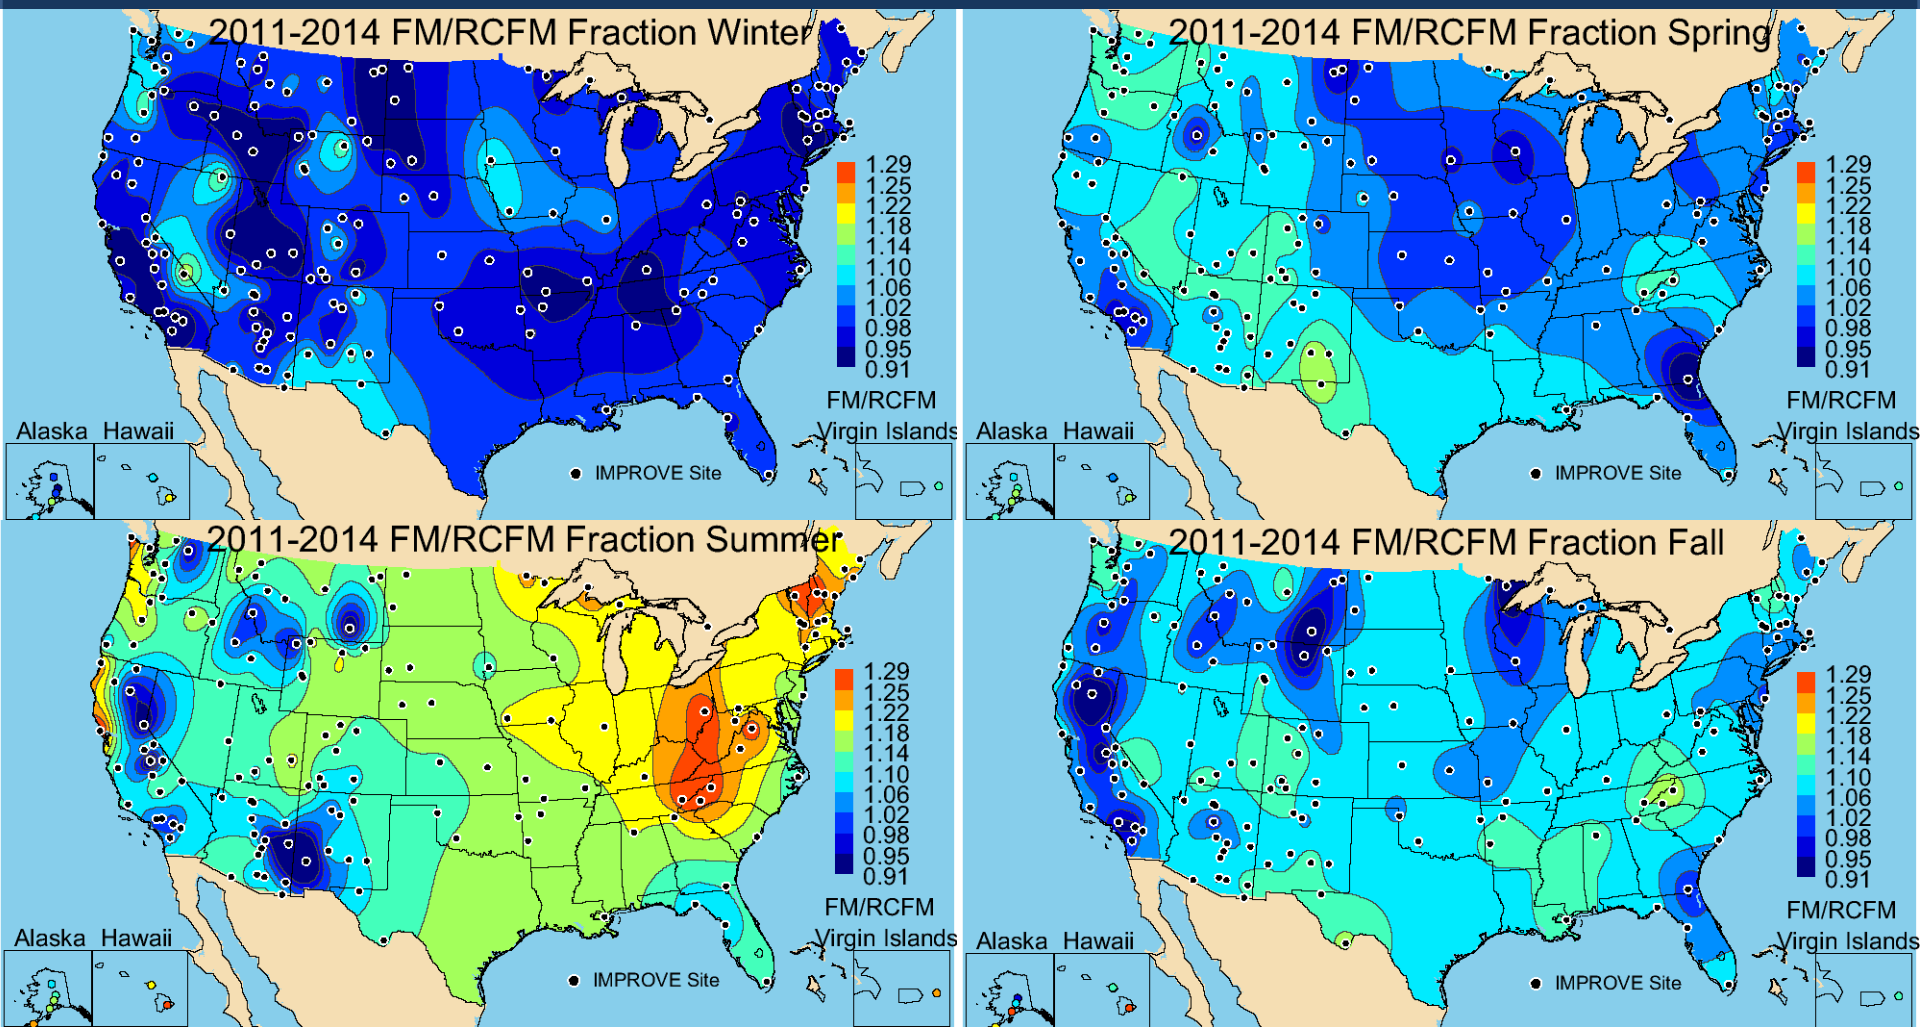 2011-2014 FM/RCFM Fraction Winter
1.29
1.25
1.22
1.18
1.14
1.10
1.06
1.02
0.98
0.95
0.91
FM/RCFM
Alaska
Hawaii
Virgin Islands
IMPROVE Site
2011-2014 FM/RCFM Fraction Spring
1.29
1.25
1.22
1.18
1.14
1.10
1.06
1.02
0.98
0.95
0.91
FM/RCFM
Alaska
Hawaii
Virgin Islands
IMPROVE Site
2011-2014 FM/RCFM Fraction Summer
1.29
1.25
1.22
1.18
1.14
1.10
1.06
1.02
0.98
0.95
0.91
FM/RCFM
Alaska
Hawaii
Virgin Islands
IMPROVE Site
2011-2014 FM/RCFM Fraction Fall
1.29
1.25
1.22
1.18
1.14
1.10
1.06
1.02
0.98
0.95
0.91
FM/RCFM
Alaska
Hawaii
Virgin Islands
IMPROVE Site